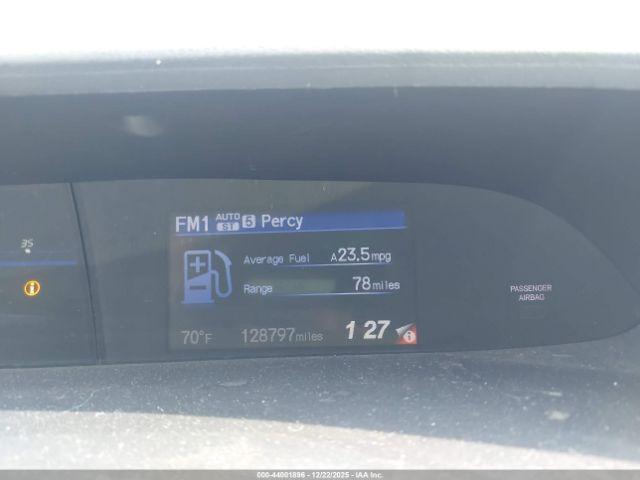 FM1 AUTO ST 5 Percy
35
Average Fuel A23.5mpg
Range 78miles
PASSENGER
AIRBAG
70°F 128797miles 1 27
000-44001896 - 12/22/2025 - IAA Inc.